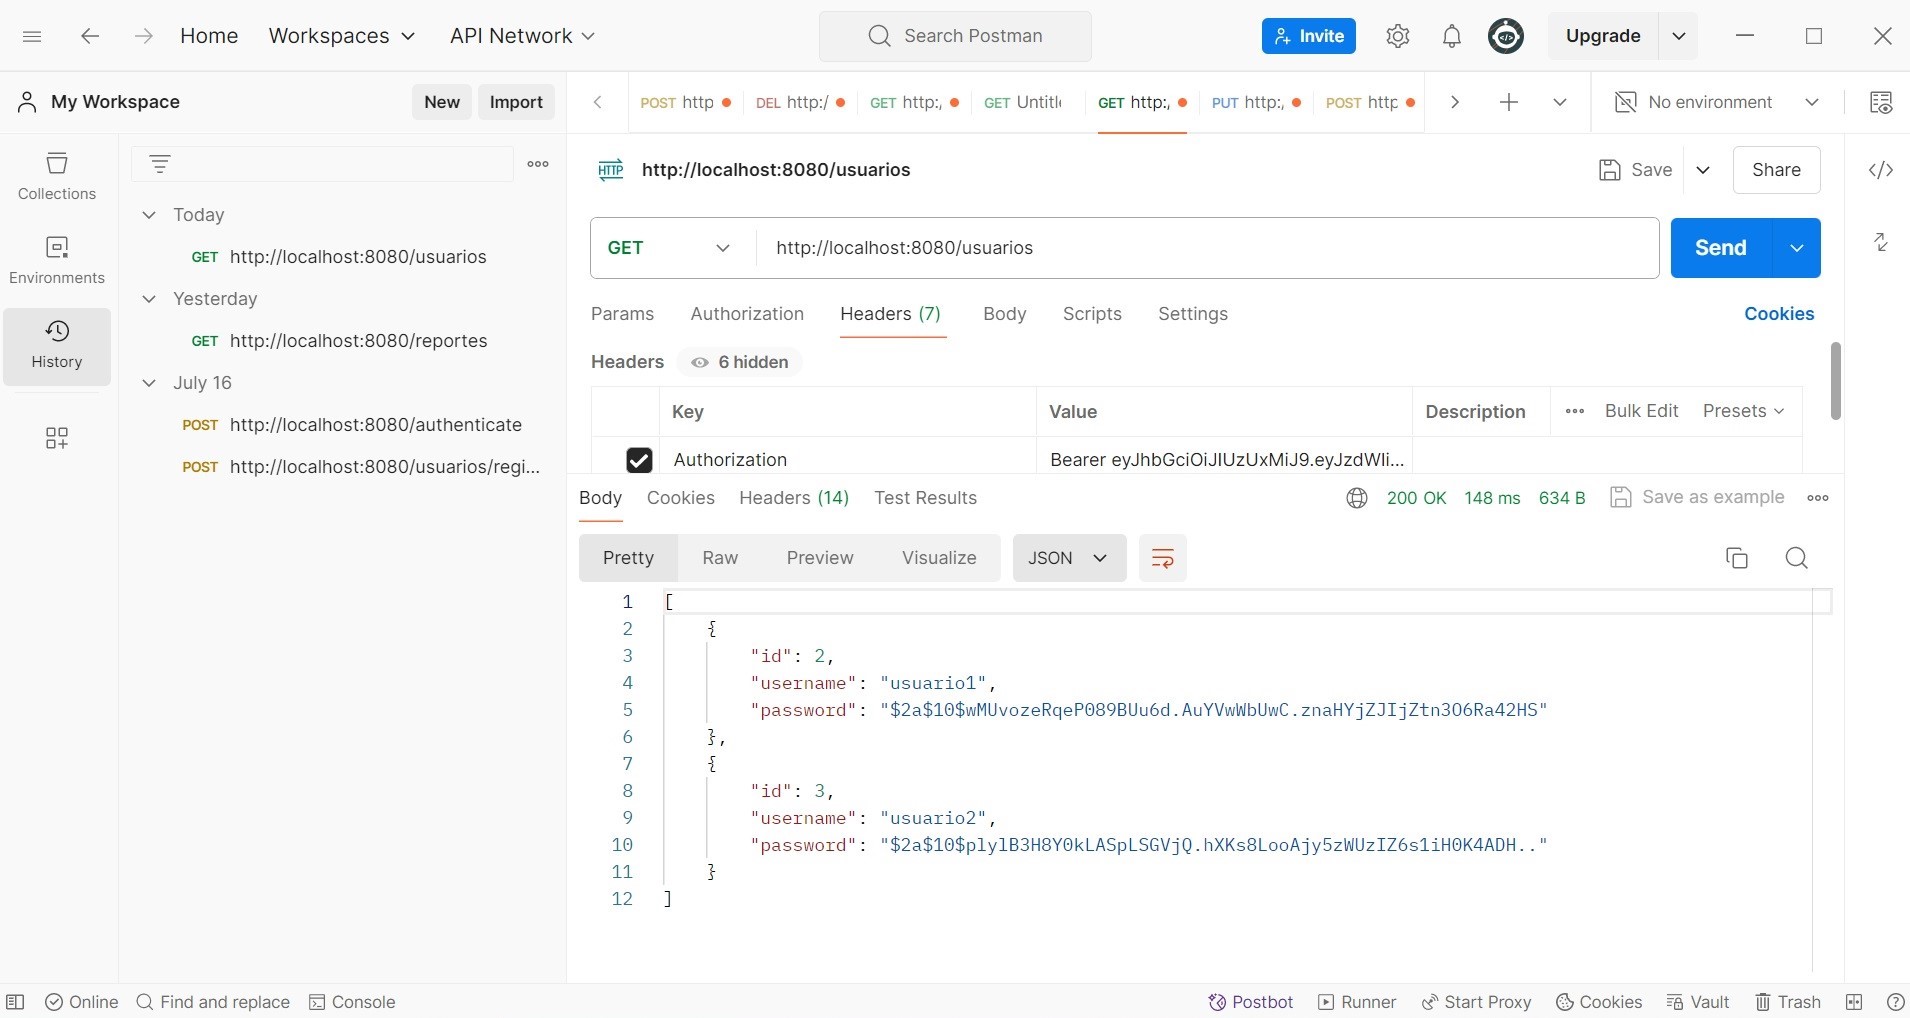 Home Workspaces API Network Search Postman Invite Upgrade
My Workspace New Import
POST http DEL http:/ GET http:/ GET Untitle GET http:/ PUT http:/ POST http No environment
Collections
Environments
History
Today
GET http://localhost:8080/usuarios
Yesterday
GET http://localhost:8080/reportes
July 16
POST http://localhost:8080/authenticate
POST http://localhost:8080/usuarios/regi...
HTTP http://localhost:8080/usuarios Save Share
GET http://localhost:8080/usuarios Send
Params Authorization Headers (7) Body Scripts Settings Cookies
Headers 6 hidden
Key Value Description Bulk Edit Presets
Authorization Bearer eyJhbGciOiJIUzUxMiJ9.eyJzdWIi...
Body Cookies Headers (14) Test Results 200 OK 148 ms 634 B Save as example
Pretty Raw Preview Visualize JSON
1 [
2 {
3 "id": 2,
4 "username": "usuario1",
5 "password": "$2a$10$wMUvozeRqeP089BUu6d.AuYVwWbUwC.znaHYjZJIjZtn3O6Ra42HS"
6 },
7 {
8 "id": 3,
9 "username": "usuario2",
10 "password": "$2a$10$plylB3H8Y0kLASpLSGVjQ.hXKs8LooAjy5zWUzIZ6s1iH0K4ADH.."
11 }
12 ]
Online Find and replace Console Postbot Runner Start Proxy Cookies Vault Trash